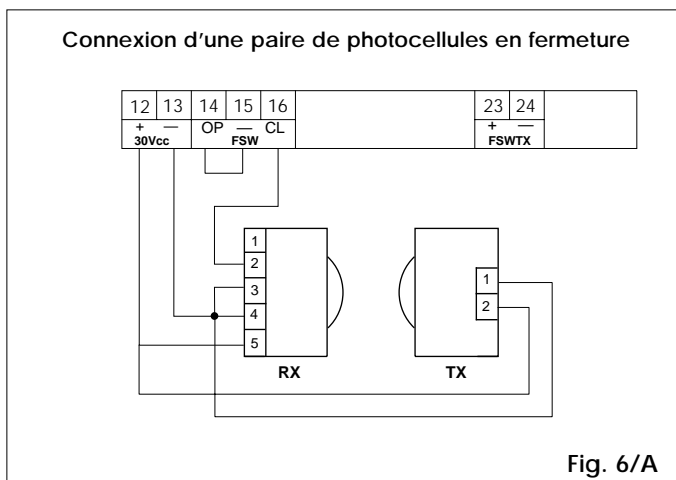 Connexion d'une paire de photocellules en fermeture
12 13 14 15 16 23 24
+ — OP — CL + —
30Vcc FSW FSWTX
1
2
3
4
5
RX
1
2
TX
Fig. 6/A